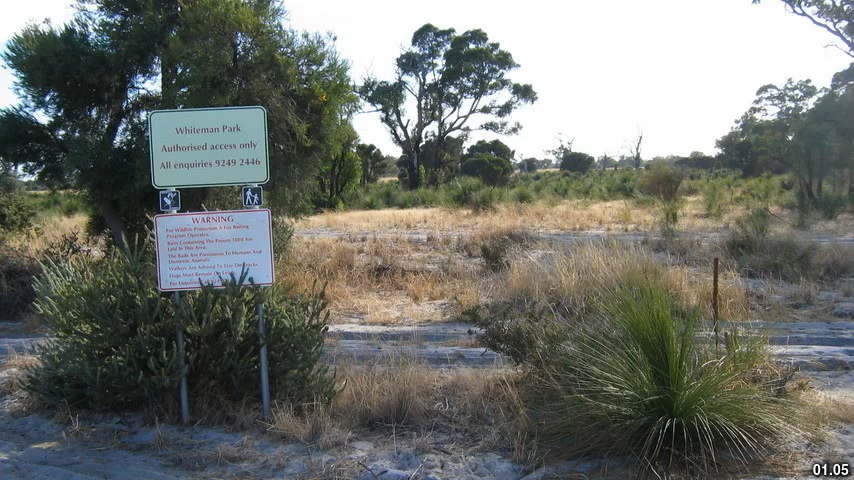 Whiteman Park
Authorised access only
All enquiries 9249 2446
WARNING
For Wildlife Protection A Fox Baiting
Program Operates
Baits Containing The Poison 1080 Are
Laid In This Area
The Baits Are Poisonous To Humans And
Domestic Animals
Walkers Are Advised To Stay On Tracks
Dogs Must Remain On
For Enquiries
01.05